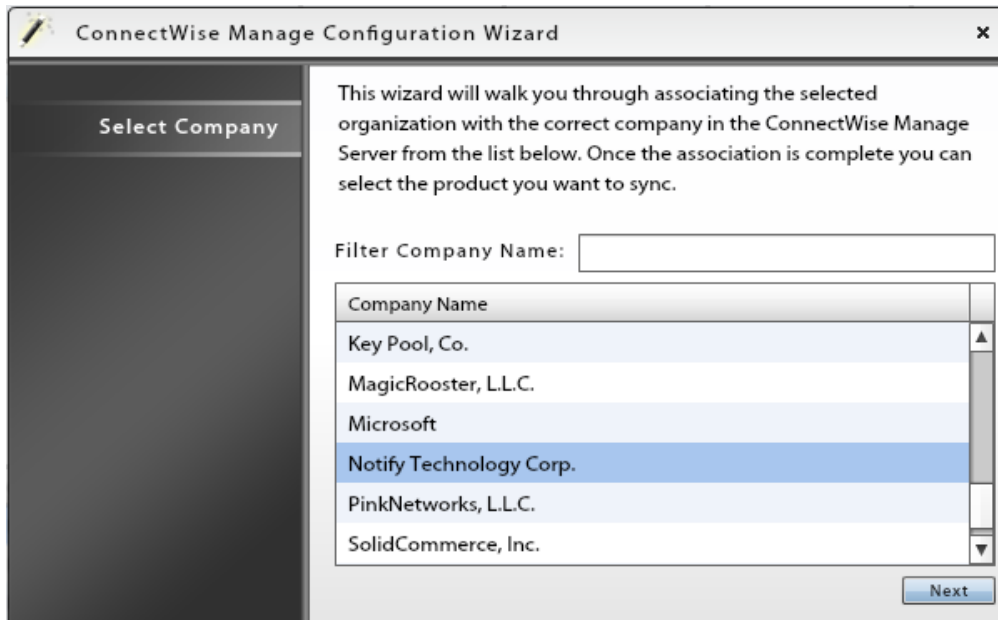 ConnectWise Manage Configuration Wizard
Select Company
This wizard will walk you through associating the selected
organization with the correct company in the ConnectWise Manage
Server from the list below. Once the association is complete you can
select the product you want to sync.
Filter Company Name:
Company Name
Key Pool, Co.
MagicRooster, L.L.C.
Microsoft
Notify Technology Corp.
PinkNetworks, L.L.C.
SolidCommerce, Inc.
Next